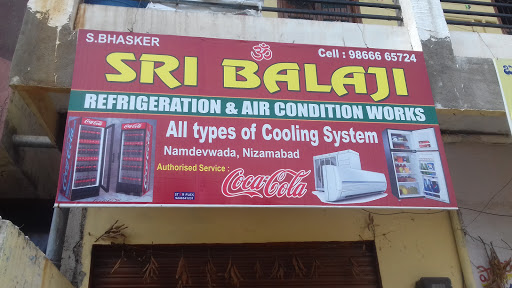 S.BHASKER
ॐ
Cell : 98666 65724
SRI BALAJI
REFRIGERATION & AIR CONDITION WORKS
All types of Cooling System
Namdevwada, Nizamabad
Authorised Service :
Coca-Cola